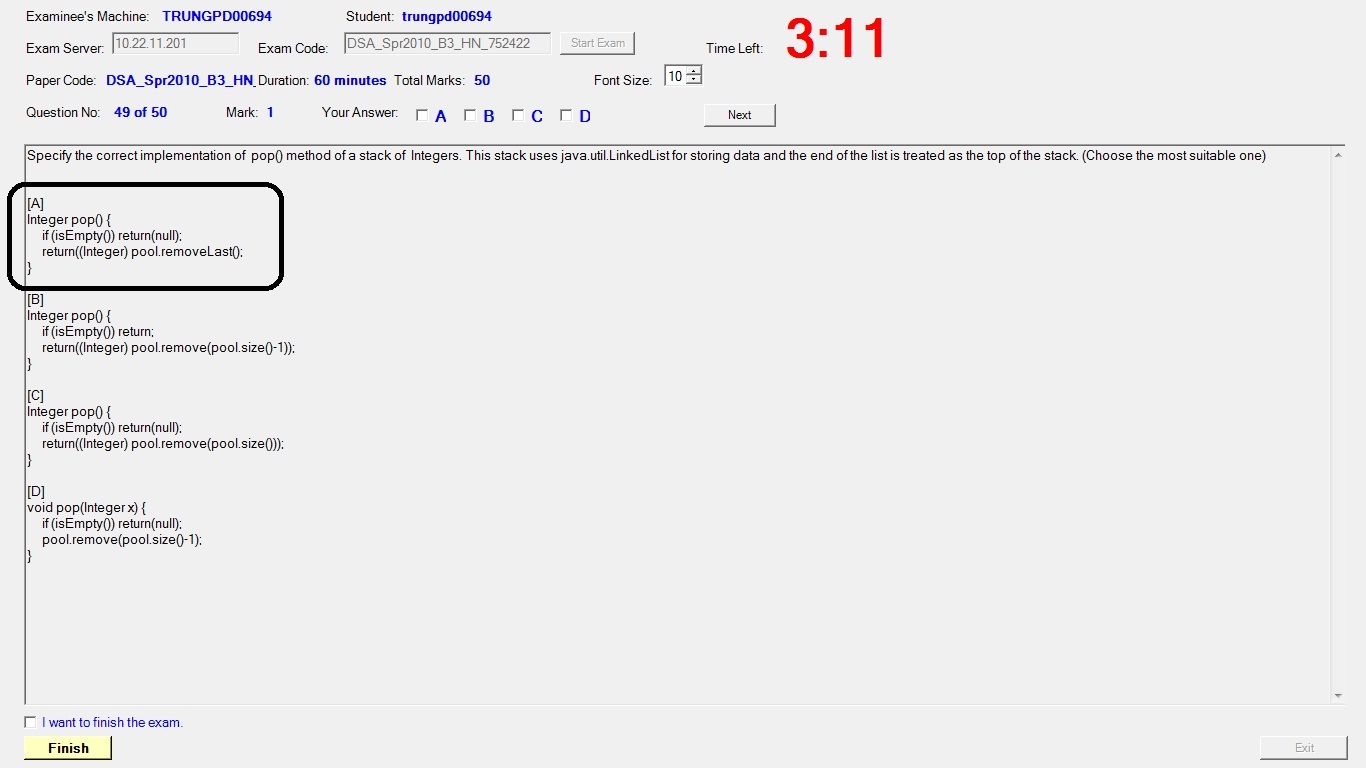 Examinee's Machine: TRUNGPD00694 Student: trungpd00694
Exam Server: 10.22.11.201 Exam Code: DSA_Spr2010_B3_HN_752422 Start Exam Time Left: 3:11
Paper Code: DSA_Spr2010_B3_HN_ Duration: 60 minutes Total Marks: 50 Font Size: 10
Question No: 49 of 50 Mark: 1 Your Answer: A B C D Next
Specify the correct implementation of pop() method of a stack of Integers. This stack uses java.util.LinkedList for storing data and the end of the list is treated as the top of the stack. (Choose the most suitable one)
[A]
Integer pop() {
if (isEmpty()) return(null);
return((Integer) pool.removeLast();
}
[B]
Integer pop() {
if (isEmpty()) return;
return((Integer) pool.remove(pool.size()-1));
}
[C]
Integer pop() {
if (isEmpty()) return(null);
return((Integer) pool.remove(pool.size()));
}
[D]
void pop(Integer x) {
if (isEmpty()) return(null);
pool.remove(pool.size()-1);
}
I want to finish the exam.
Finish Exit